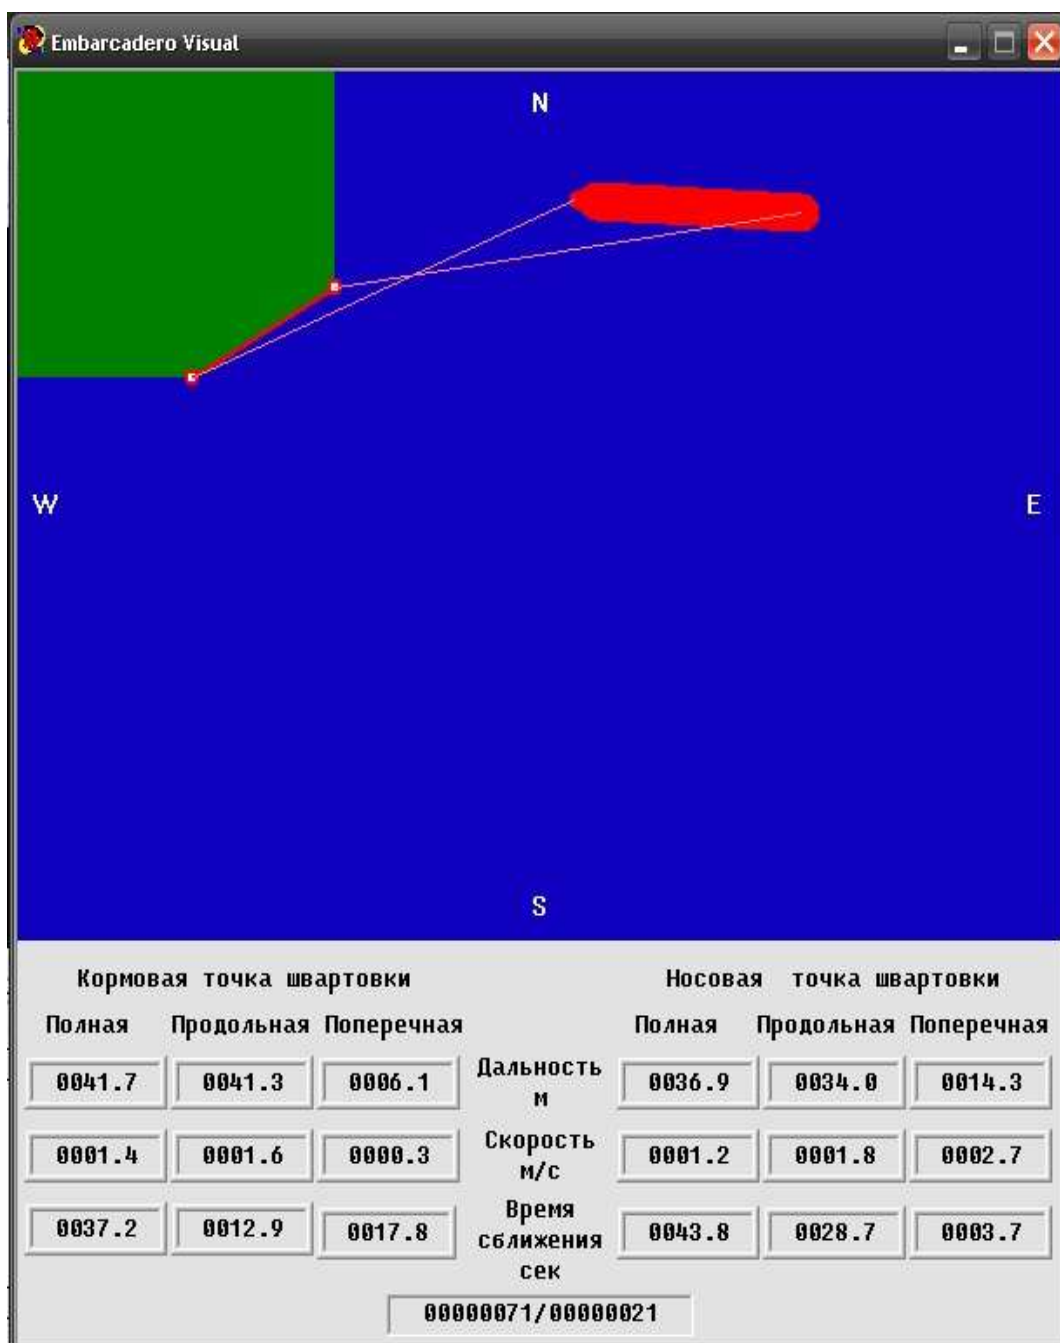 Embarcadero Visual
N
W E
S
Кормовая точка швартовки Носовая точка швартовки
Полная Продольная Поперечная Полная Продольная Поперечная
0041.7 0041.3 0006.1 Дальность м 0036.9 0034.0 0014.3
0001.4 0001.6 0000.3 Скорость м/с 0001.2 0001.8 0002.7
0037.2 0012.9 0017.8 Время сближения сек 0043.8 0028.7 0003.7
00000071/00000021